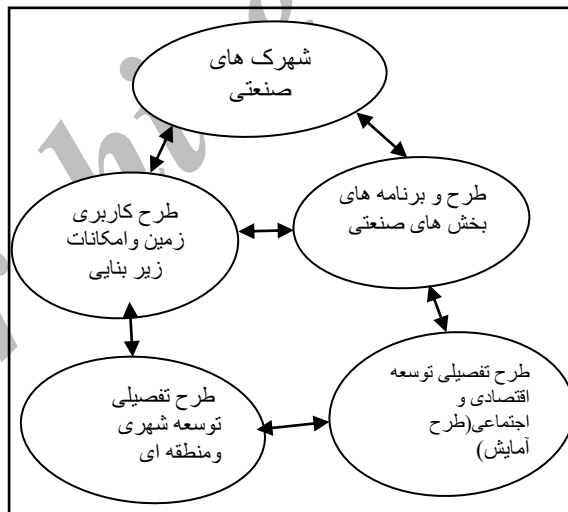 شهرک های
صنعتی
طرح و برنامه های
بخش های صنعتی
طرح کاربری
زمین وامکانات
زیر بنایی
طرح تفصیلی توسعه
اقتصادی و
اجتماعی(طرح
آمایش)
طرح تفصیلی
توسعه شهری
ومنطقه ای